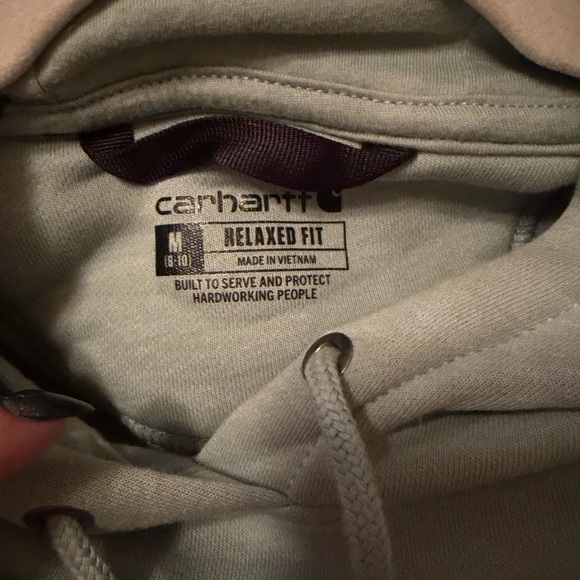 carhartt
M
(8-10)
RELAXED FIT
MADE IN VIETNAM
BUILT TO SERVE AND PROTECT
HARDWORKING PEOPLE